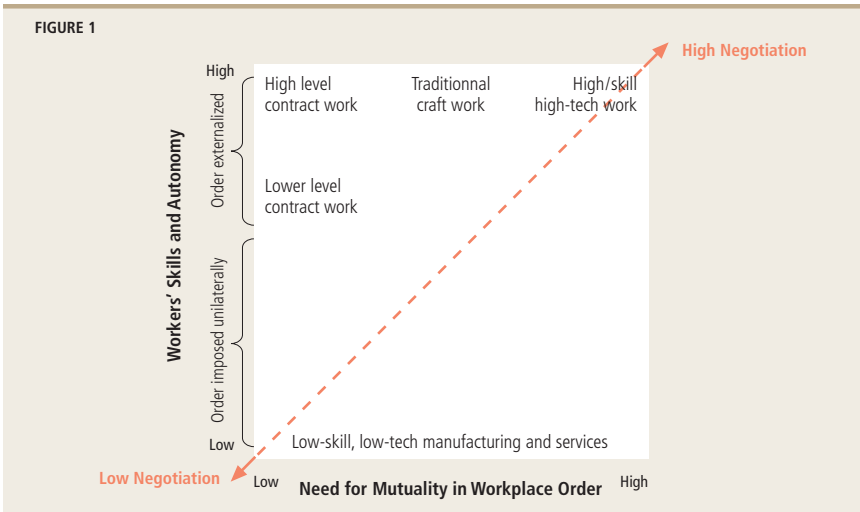 FIGURE 1
High Negotiation
High
High level
contract work
Traditionnal
craft work
High/skill
high-tech work
Order externalized
Lower level
contract work
Workers' Skills and Autonomy
Order imposed unilaterally
Low
Low-skill, low-tech manufacturing and services
Low Negotiation
Low
Need for Mutuality in Workplace Order
High